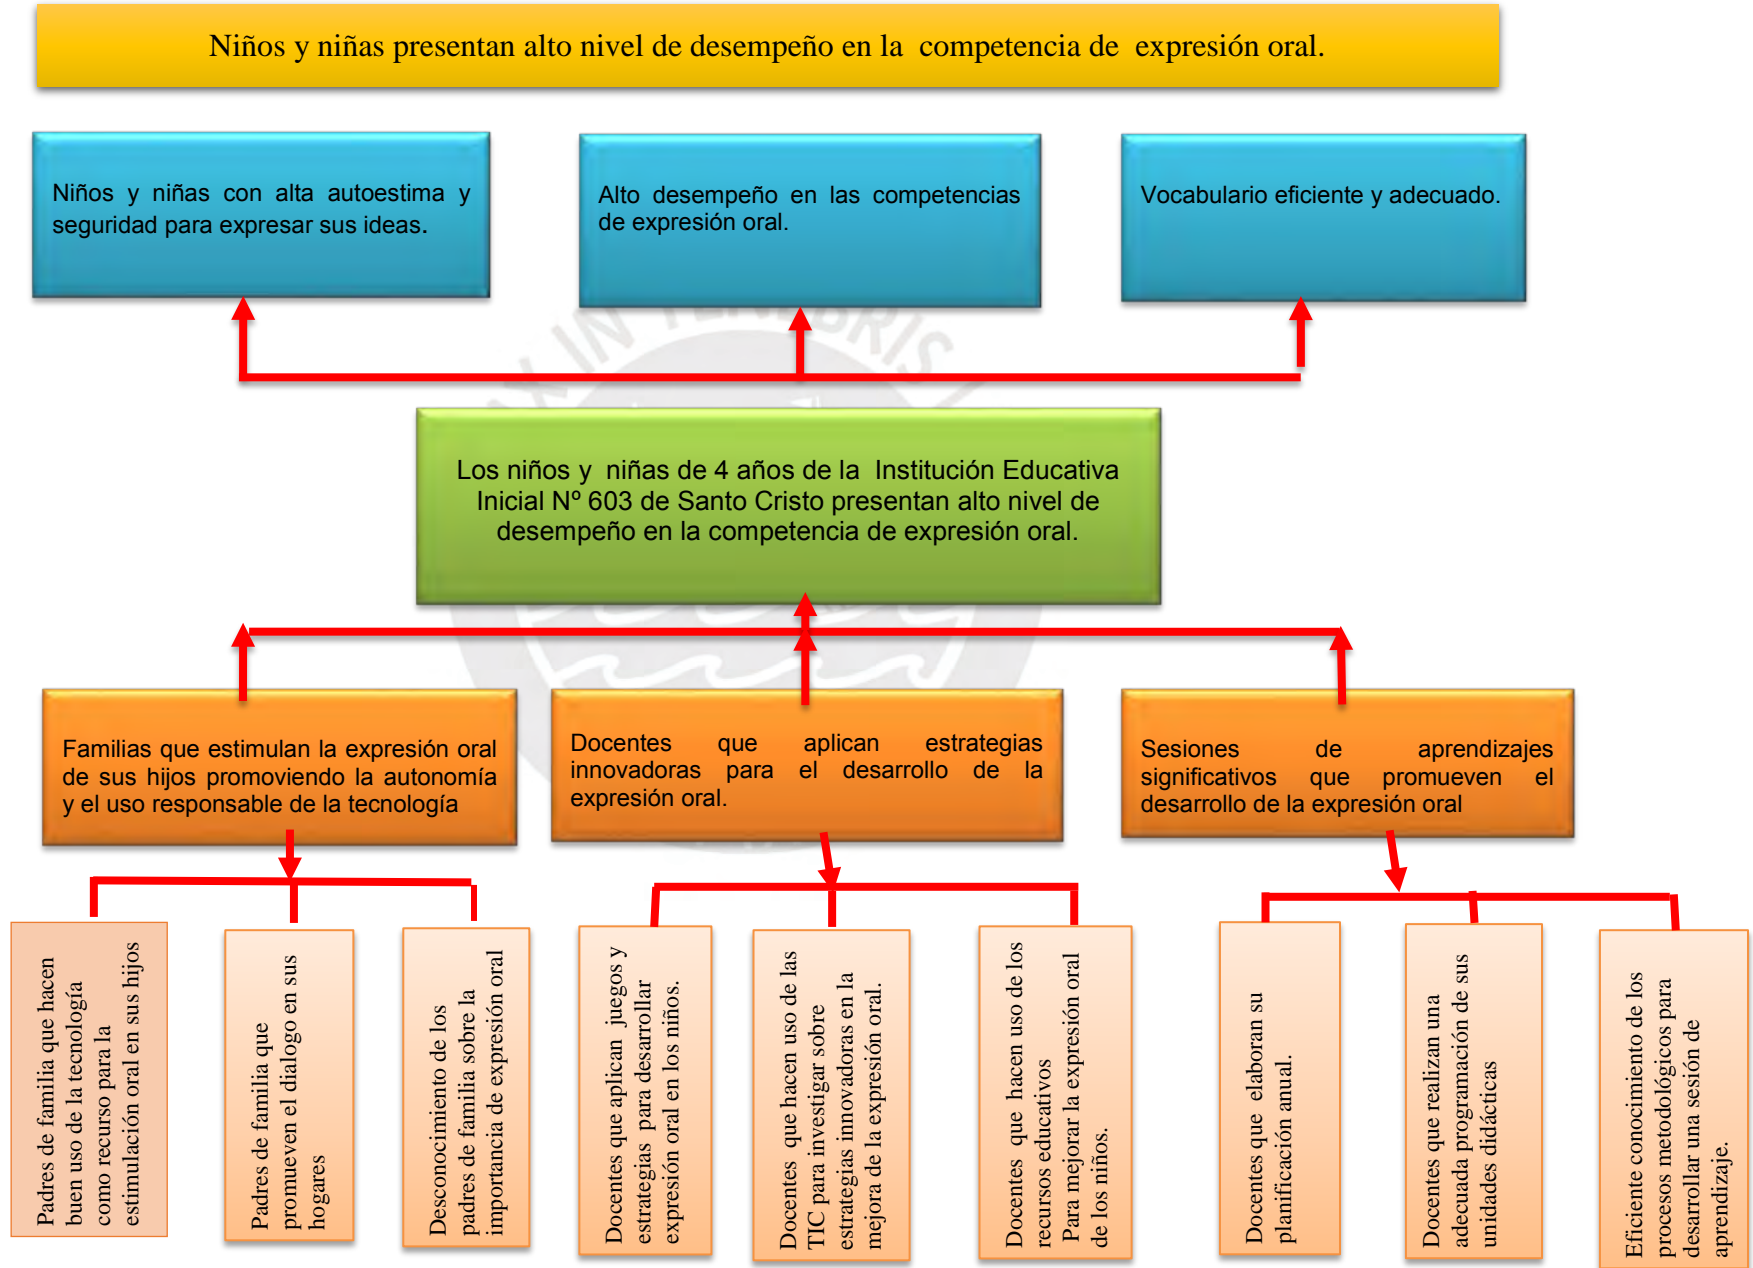 Niños y niñas presentan alto nivel de desempeño en la competencia de expresión oral.
Niños y niñas con alta autoestima y
seguridad para expresar sus ideas.
Alto desempeño en las competencias
de expresión oral.
Vocabulario eficiente y adecuado.
Los niños y niñas de 4 años de la Institución Educativa
Inicial Nº 603 de Santo Cristo presentan alto nivel de
desempeño en la competencia de expresión oral.
Familias que estimulan la expresión oral
de sus hijos promoviendo la autonomía
y el uso responsable de la tecnología
Docentes que aplican estrategias
innovadoras para el desarrollo de la
expresión oral.
Sesiones de aprendizajes
significativos que promueven el
desarrollo de la expresión oral
Padres de familia que hacen
buen uso de la tecnología
como recurso para la
estimulación oral en sus hijos
Padres de familia que
promueven el dialogo en sus
hogares
Desconocimiento de los
padres de familia sobre la
importancia de expresión oral
Docentes que aplican juegos y
estrategias para desarrollar
expresión oral en los niños.
Docentes que hacen uso de las
TIC para investigar sobre
estrategias innovadoras en la
mejora de la expresión oral.
Docentes que hacen uso de los
recursos educativos
Para mejorar la expresión oral
de los niños.
Docentes que elaboran su
planificación anual.
Docentes que realizan una
adecuada programación de sus
unidades didácticas
Eficiente conocimiento de los
procesos metodológicos para
desarrollar una sesión de
aprendizaje.